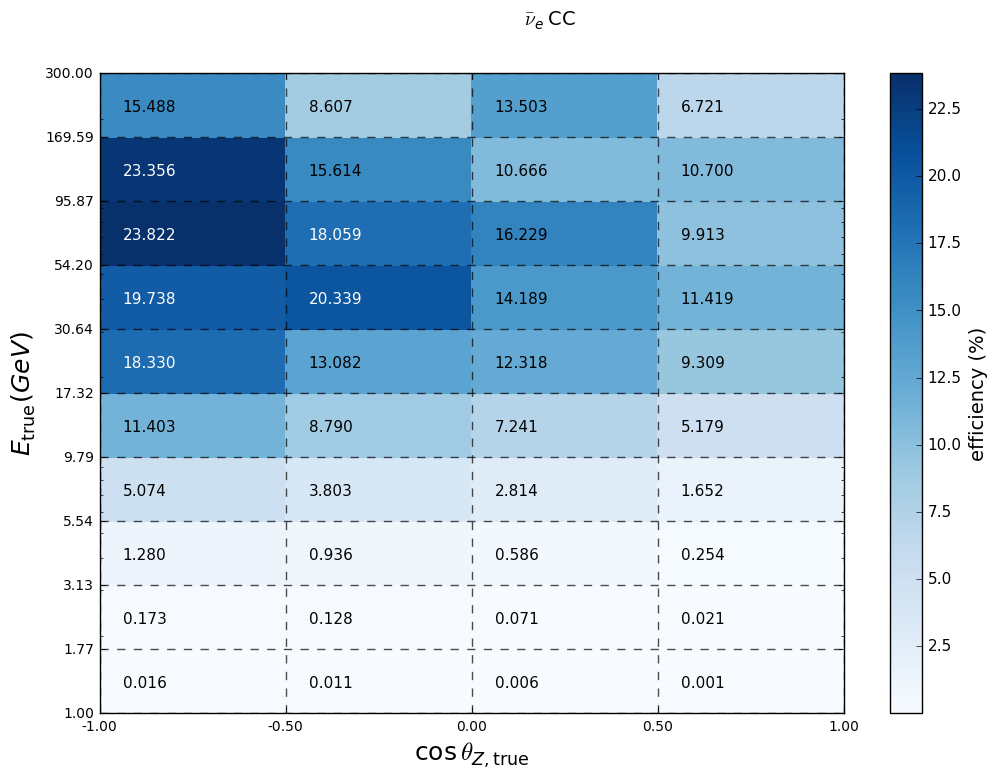 ν̄_e CC
300.00
15.488 8.607 13.503 6.721
169.59
23.356 15.614 10.666 10.700
95.87
23.822 18.059 16.229 9.913
54.20
19.738 20.339 14.189 11.419
30.64
18.330 13.082 12.318 9.309
17.32
11.403 8.790 7.241 5.179
9.79
5.074 3.803 2.814 1.652
5.54
1.280 0.936 0.586 0.254
3.13
0.173 0.128 0.071 0.021
1.77
0.016 0.011 0.006 0.001
1.00
-1.00 -0.50 0.00 0.50 1.00
cos θ_Z,true
E_true (GeV)
22.5
20.0
17.5
15.0
12.5
10.0
7.5
5.0
2.5
efficiency (%)